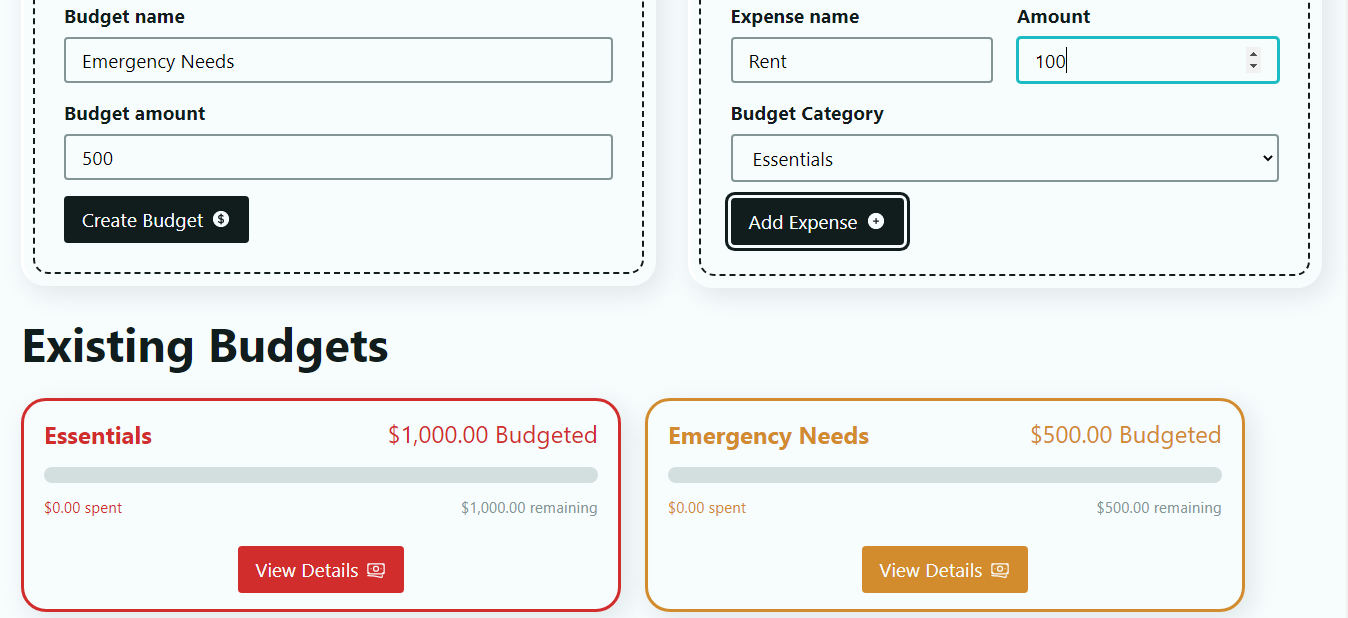 Budget name
Emergency Needs
Budget amount
500
Create Budget
Expense name
Amount
Rent
100
Budget Category
Essentials
Add Expense
Existing Budgets
Essentials
$1,000.00 Budgeted
$0.00 spent
$1,000.00 remaining
View Details
Emergency Needs
$500.00 Budgeted
$0.00 spent
$500.00 remaining
View Details